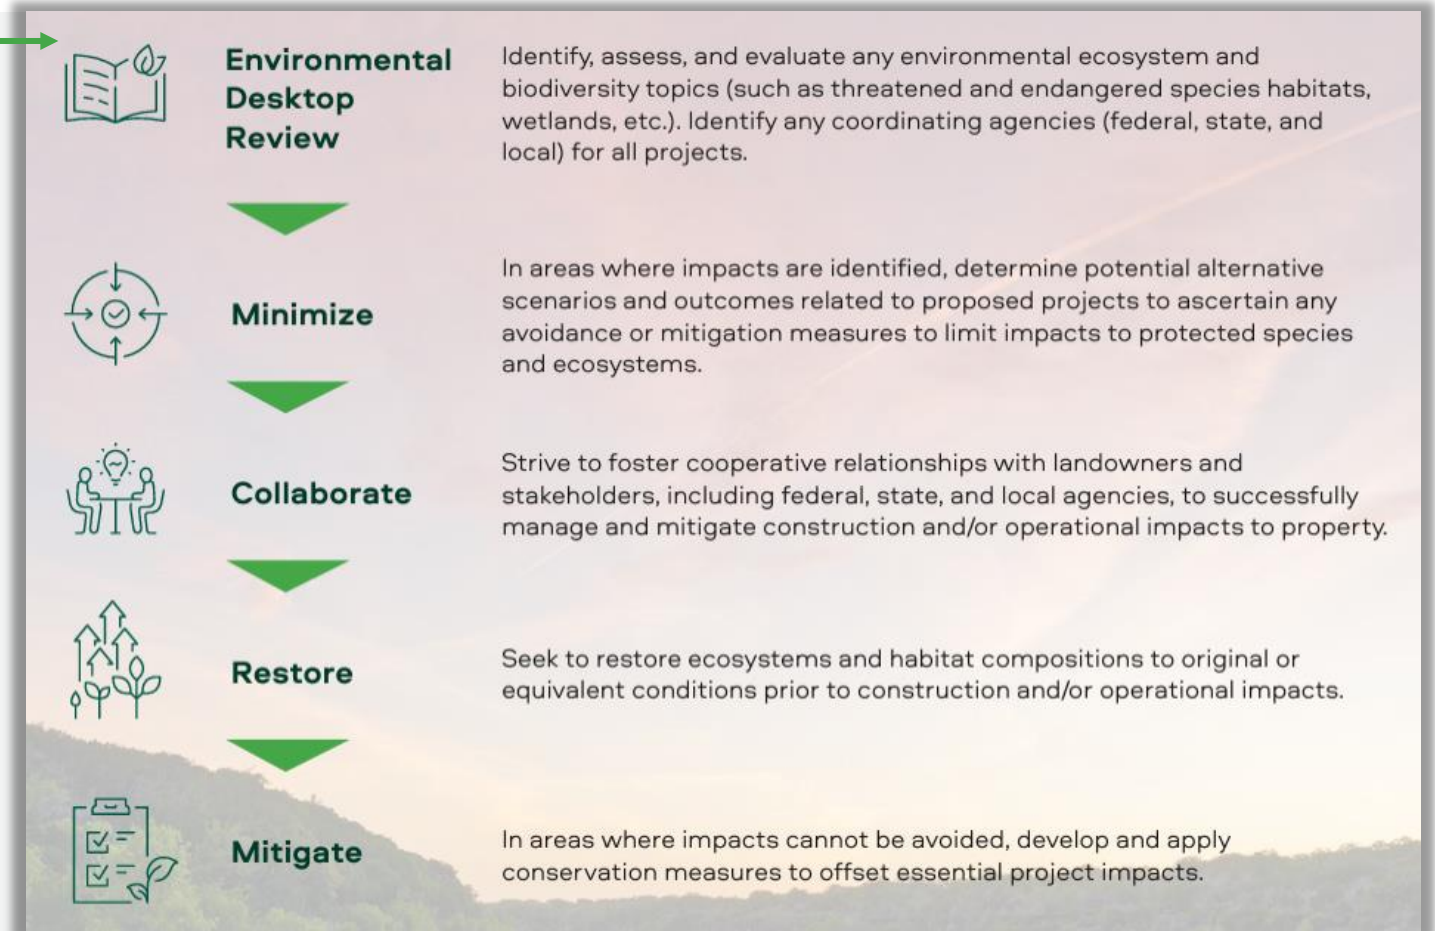 Environmental
Desktop
Review
Identify, assess, and evaluate any environmental ecosystem and
biodiversity topics (such as threatened and endangered species habitats,
wetlands, etc.). Identify any coordinating agencies (federal, state, and
local) for all projects.
Minimize
In areas where impacts are identified, determine potential alternative
scenarios and outcomes related to proposed projects to ascertain any
avoidance or mitigation measures to limit impacts to protected species
and ecosystems.
Collaborate
Strive to foster cooperative relationships with landowners and
stakeholders, including federal, state, and local agencies, to successfully
manage and mitigate construction and/or operational impacts to property.
Restore
Seek to restore ecosystems and habitat compositions to original or
equivalent conditions prior to construction and/or operational impacts.
Mitigate
In areas where impacts cannot be avoided, develop and apply
conservation measures to offset essential project impacts.